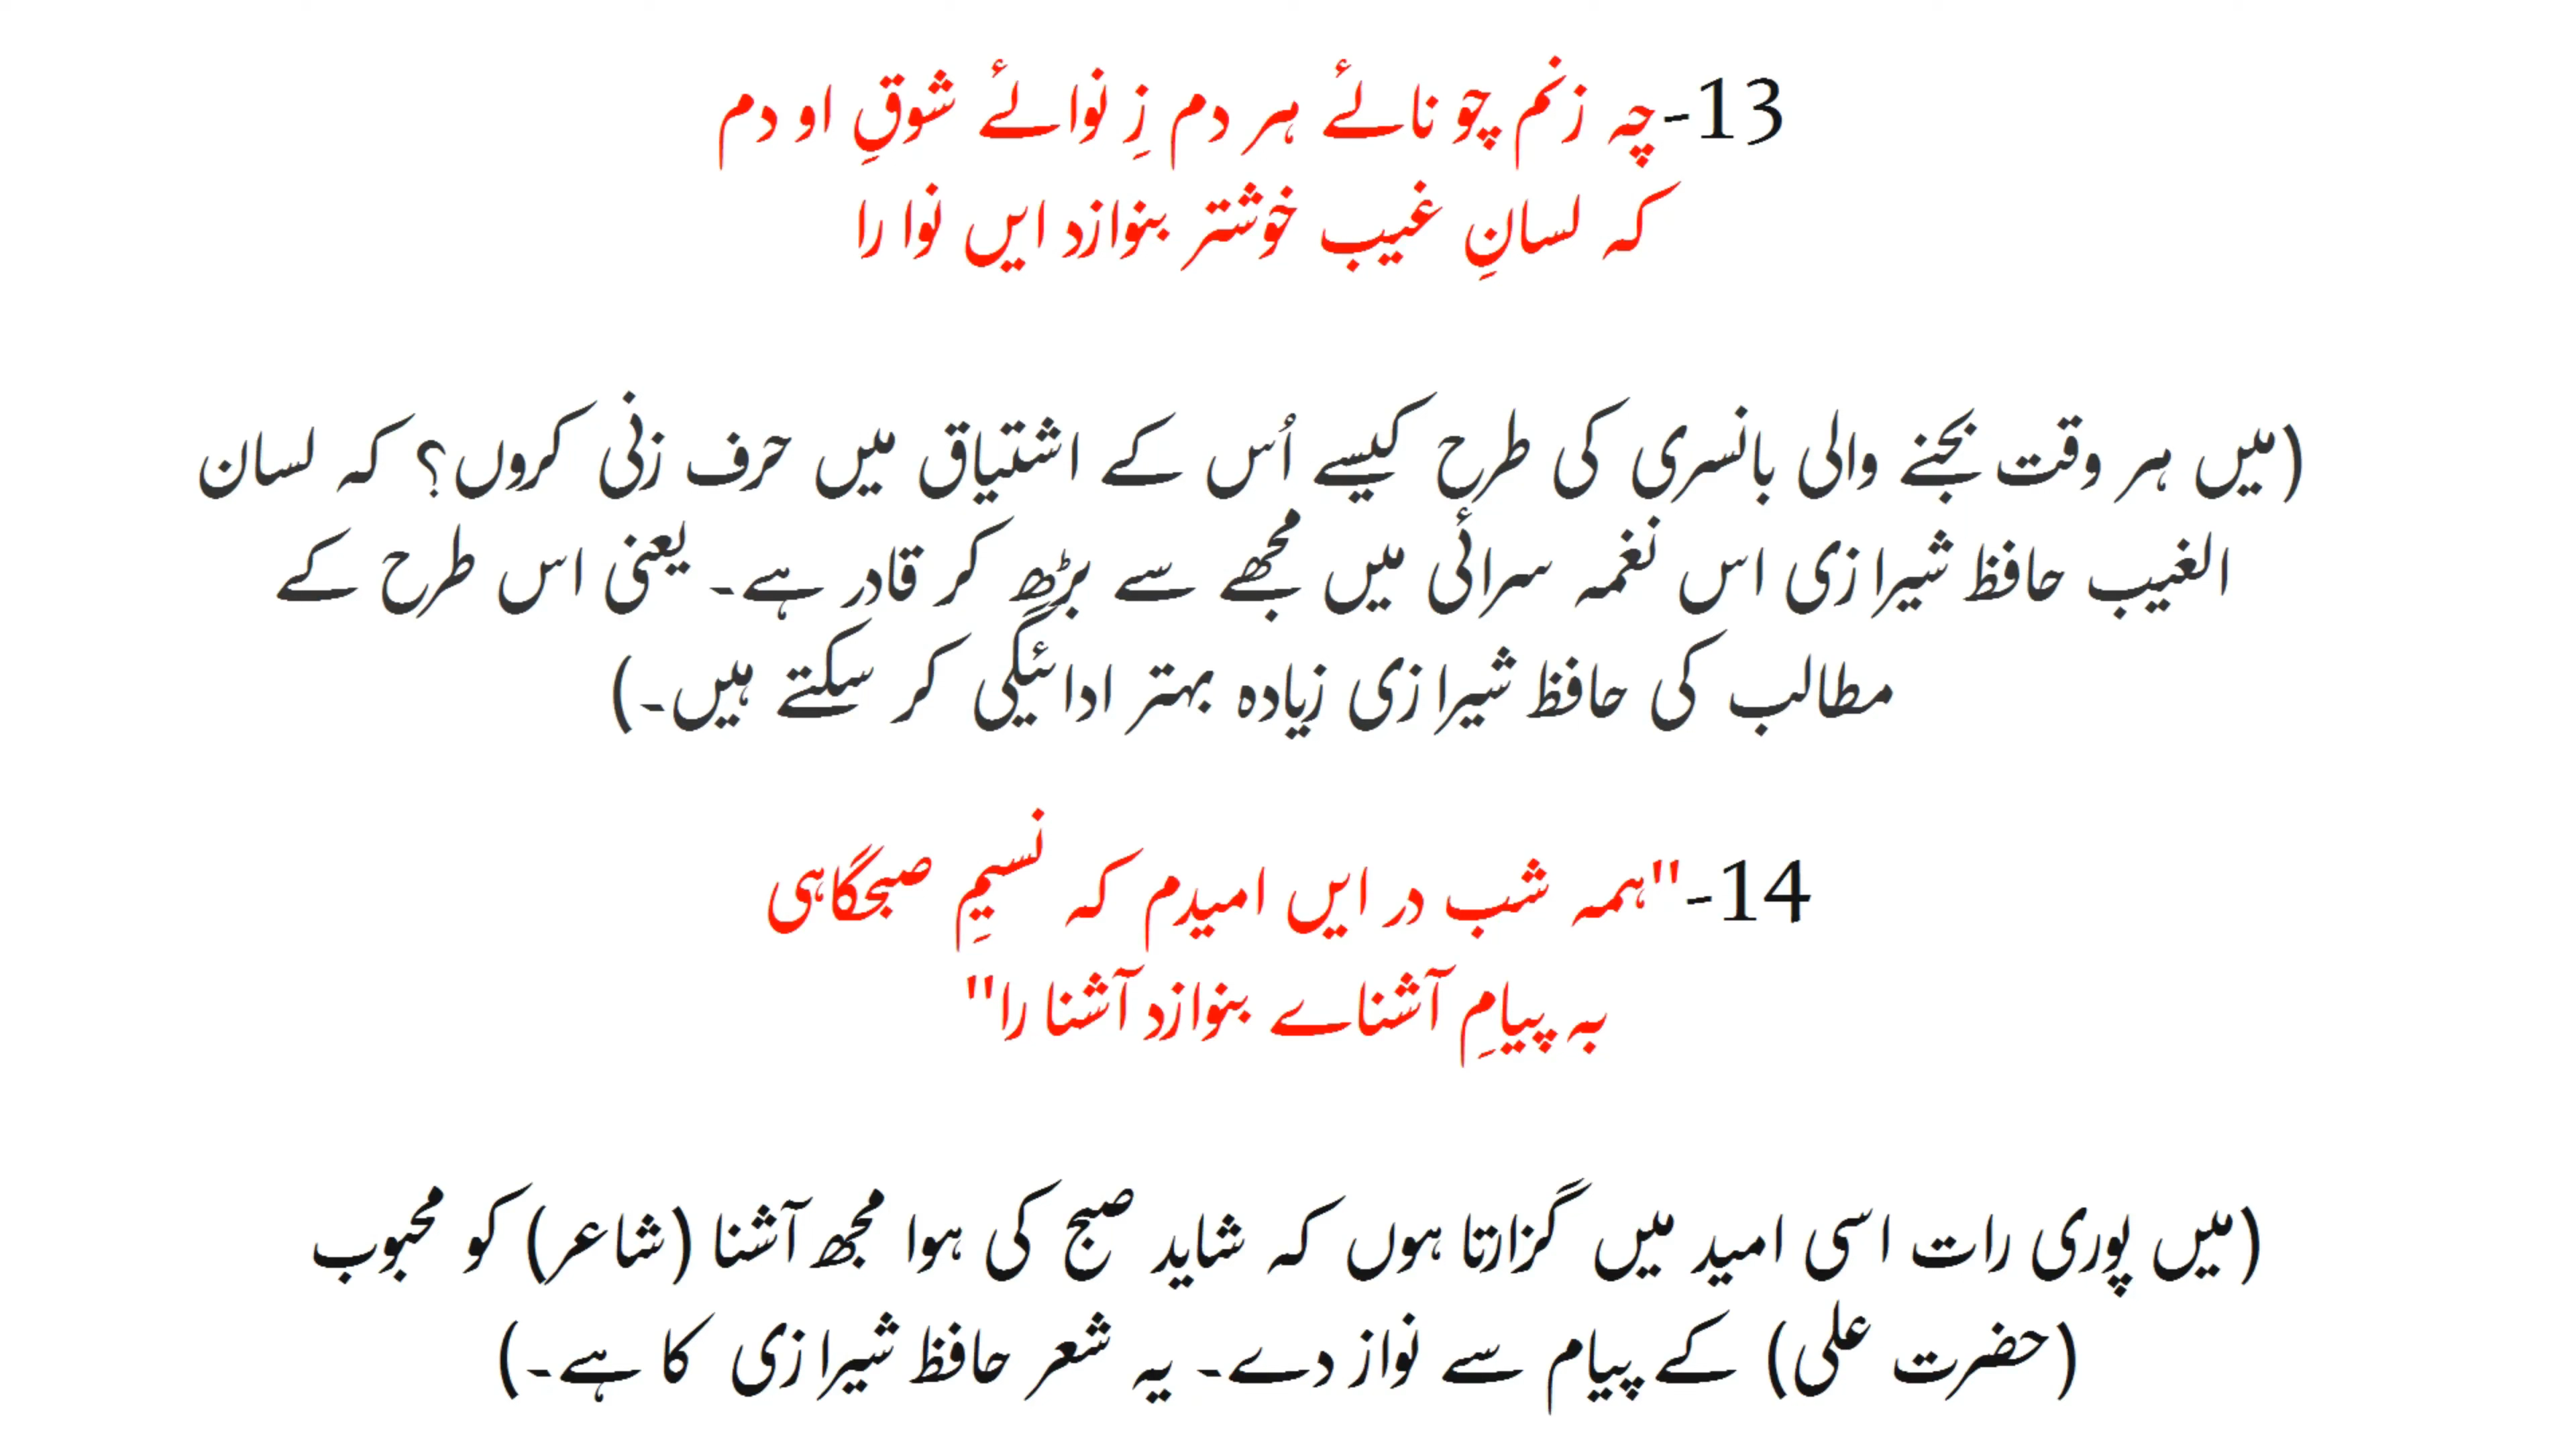 13-چہ زنم چو نائے ہر دم زِ نوائے شوقِ او دم
کہ لسانِ غیب خوشتر بنوازد ایں نوا را
(میں ہر وقت بجنے والی بانسری کی طرح کیسے اُس کے اشتیاق میں حرف زنی کروں؟ کہ لسان
الغیب حافظ شیرازی اس نغمہ سرائی میں مجھے سے بڑھ کر قادر ہے۔ یعنی اس طرح کے
مطالب کی حافظ شیرازی زیادہ بہتر ادائیگی کر سکتے ہیں۔)
14-"ہمہ شب در ایں امیدم کہ نسیمِ صبحگاہی
بہ پیامِ آشناے بنوازد آشنا را"
(میں پوری رات اسی امید میں گزارتا ہوں کہ شاید صبح کی ہوا مجھ آشنا (شاعر) کو محبوب
(حضرت علی) کے پیام سے نواز دے۔ یہ شعر حافظ شیرازی کا ہے۔)